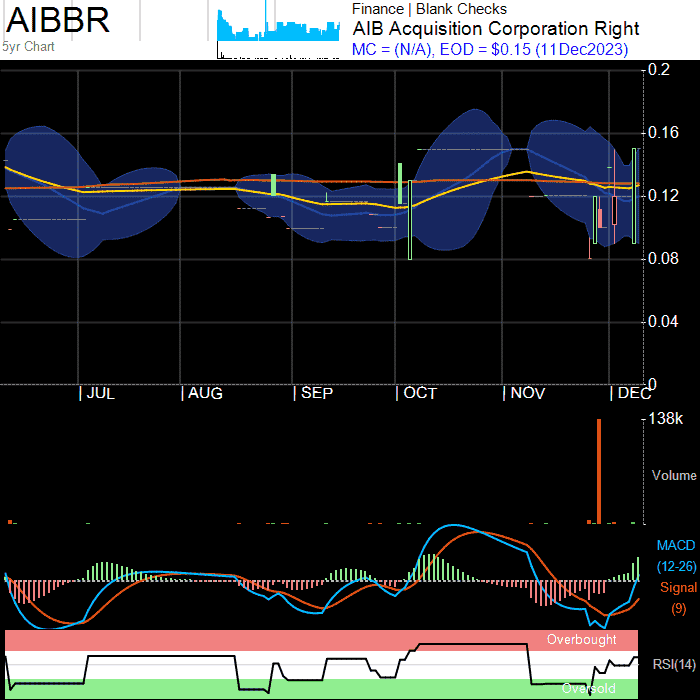 AIBBR
5yr Chart
Finance | Blank Checks
AIB Acquisition Corporation Right
MC = (N/A), EOD = $0.15 (11Dec2023)
0.2
0.16
0.12
0.08
0.04
0
JUL AUG SEP OCT NOV DEC
138k
Volume
MACD
(12-26)
Signal
(9)
Overbought
RSI(14)
Oversold